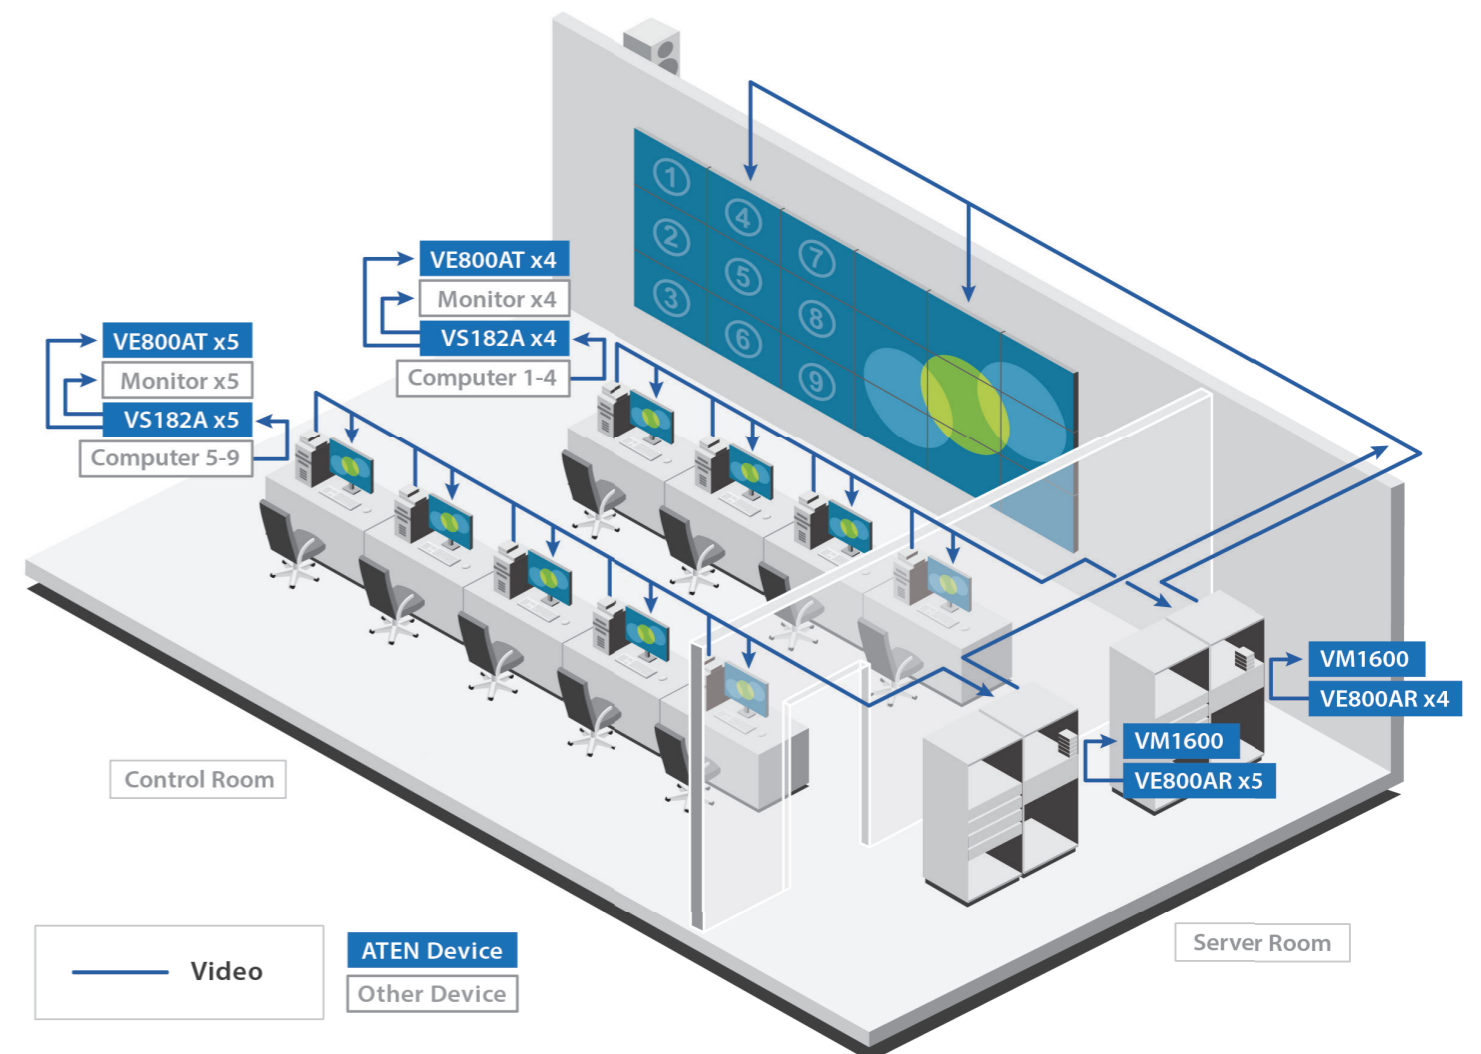 1
2
3
4
5
6
7
8
9
VE800AT x4
Monitor x4
VS182A x4
Computer 1-4
VE800AT x5
Monitor x5
VS182A x5
Computer 5-9
VM1600
VE800AR x4
VM1600
VE800AR x5
Control Room
Server Room
Video
ATEN Device
Other Device